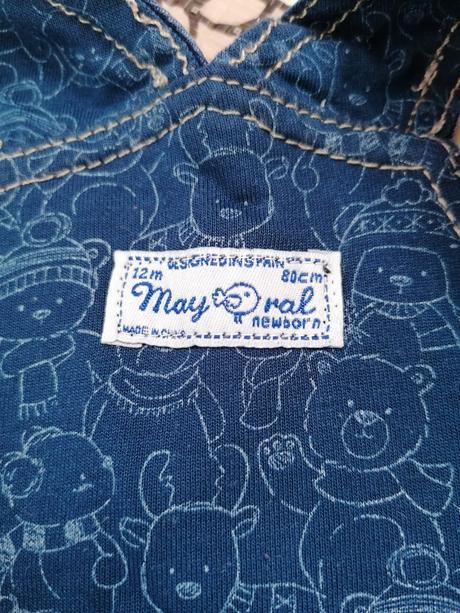 DESIGNED IN SPAIN
12m 80cm
mayoral
newborn
MADE IN CHINA